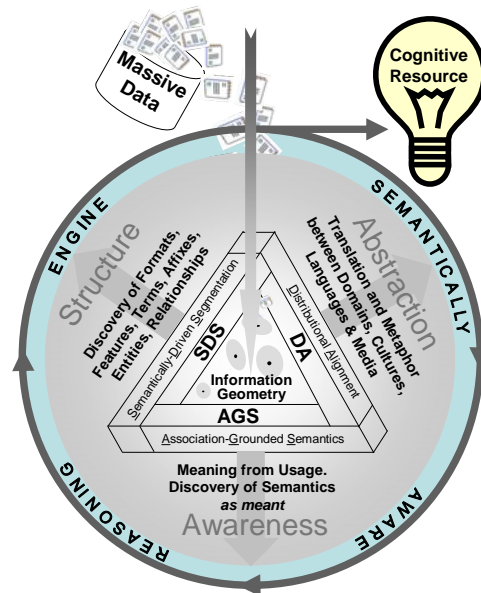 Massive
Data
Cognitive
Resource
ENGINE
SEMANTICALLY
AWARE
REASONING
Structure
Discovery of Formats,
Features, Terms, Affixes,
Entities, Relationships
Semantically-Driven Segmentation
SDS
Abstraction
Translation and Metaphor
between Domains, Cultures,
Languages & Media
Distributional Alignment
DA
Information
Geometry
AGS
Association-Grounded Semantics
Meaning from Usage.
Discovery of Semantics
as meant
Awareness